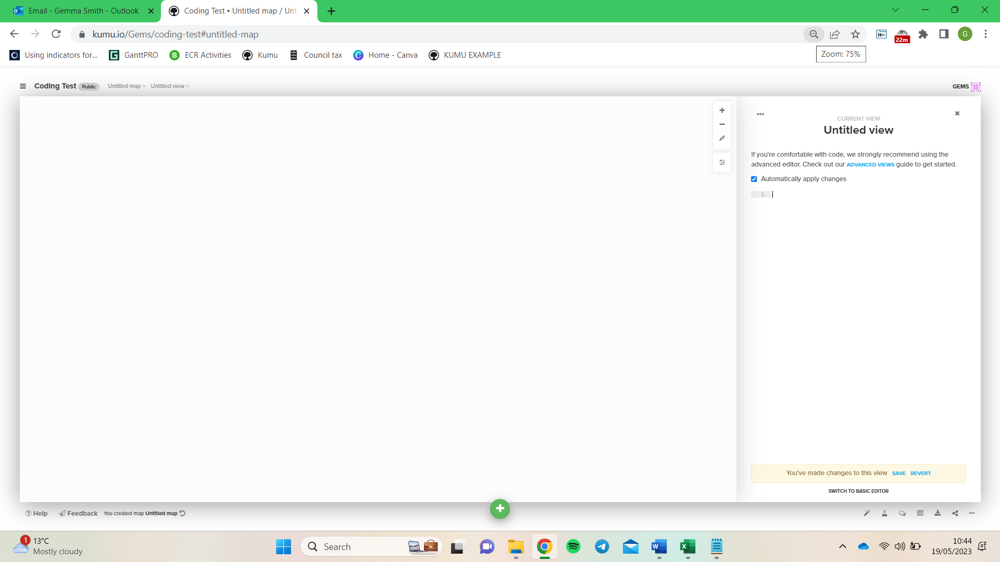 Email - Gemma Smith - Outlook
Coding Test • Untitled map / Unt
kumu.io/Gems/coding-test#untitled-map
22m
G
Using indicators for...
GanttPRO
ECR Activities
Kumu
Council tax
Home - Canva
KUMU EXAMPLE
Zoom: 75%
Coding Test
Public
Untitled map
Untitled view
GEMS
CURRENT VIEW
Untitled view
If you're comfortable with code, we strongly recommend using the
advanced editor. Check out our ADVANCED VIEWS guide to get started.
Automatically apply changes
1
You've made changes to this view SAVE REVERT
SWITCH TO BASIC EDITOR
Help
Feedback
You created map Untitled map
1
13°C
Mostly cloudy
Search
10:44
19/05/2023